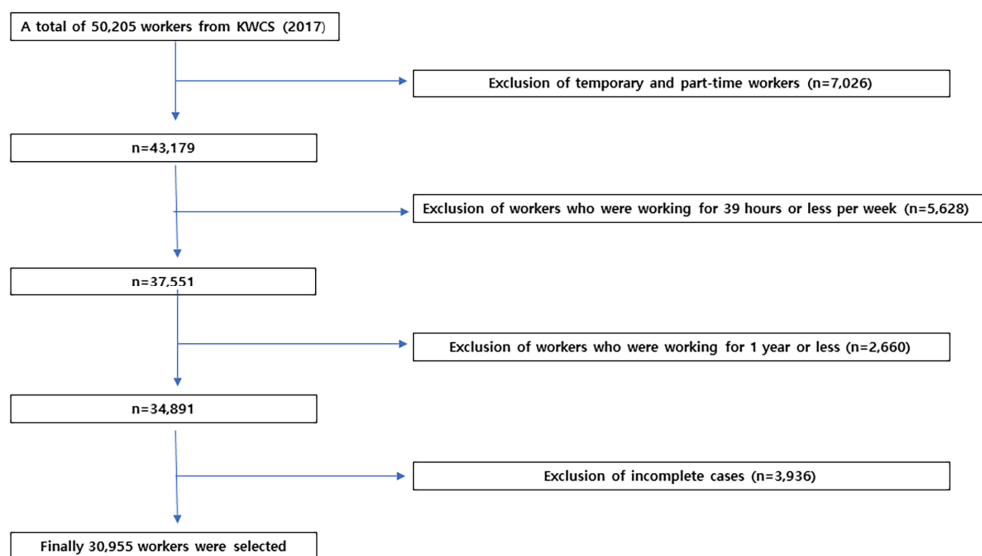 A total of 50,205 workers from KWCS (2017)
Exclusion of temporary and part-time workers (n=7,026)
n=43,179
Exclusion of workers who were working for 39 hours or less per week (n=5,628)
n=37,551
Exclusion of workers who were working for 1 year or less (n=2,660)
n=34,891
Exclusion of incomplete cases (n=3,936)
Finally 30,955 workers were selected